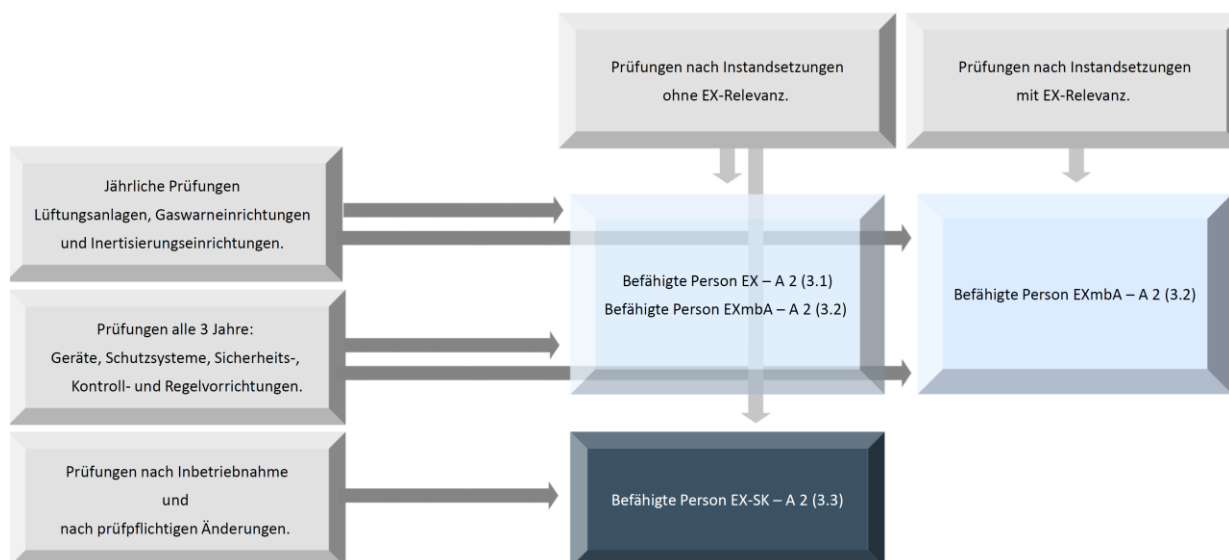 Prüfungen nach Instandsetzungen
ohne EX-Relevanz.
Prüfungen nach Instandsetzungen
mit EX-Relevanz.
Jährliche Prüfungen
Lüftungsanlagen, Gaswarneinrichtungen
und Inertisierungseinrichtungen.
Befähigte Person EX – A 2 (3.1)
Befähigte Person EXmbA – A 2 (3.2)
Befähigte Person EXmbA – A 2 (3.2)
Prüfungen alle 3 Jahre:
Geräte, Schutzsysteme, Sicherheits-,
Kontroll- und Regelvorrichtungen.
Prüfungen nach Inbetriebnahme
und
nach prüfpflichtigen Änderungen.
Befähigte Person EX-SK – A 2 (3.3)